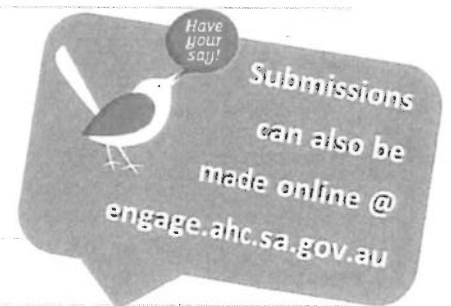 Have
your
say!
Submissions
can also be
made online @
engage.ahc.sa.gov.au